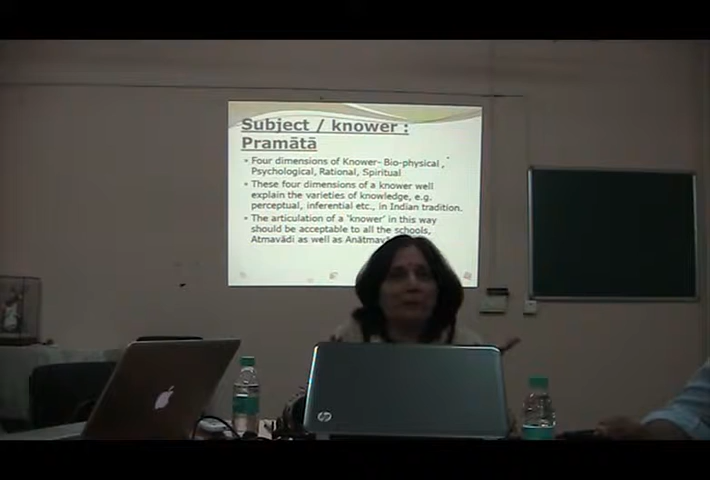 Subject / knower :
Pramātā
• Four dimensions of Knower- Bio-physical ,
Psychological, Rational, Spiritual
• These four dimensions of a knower well
explain the varieties of knowledge, e.g.
perceptual, inferential etc., in Indian tradition.
• The articulation of a 'knower' in this way
should be acceptable to all the schools,
Atmavādi as well as
hp